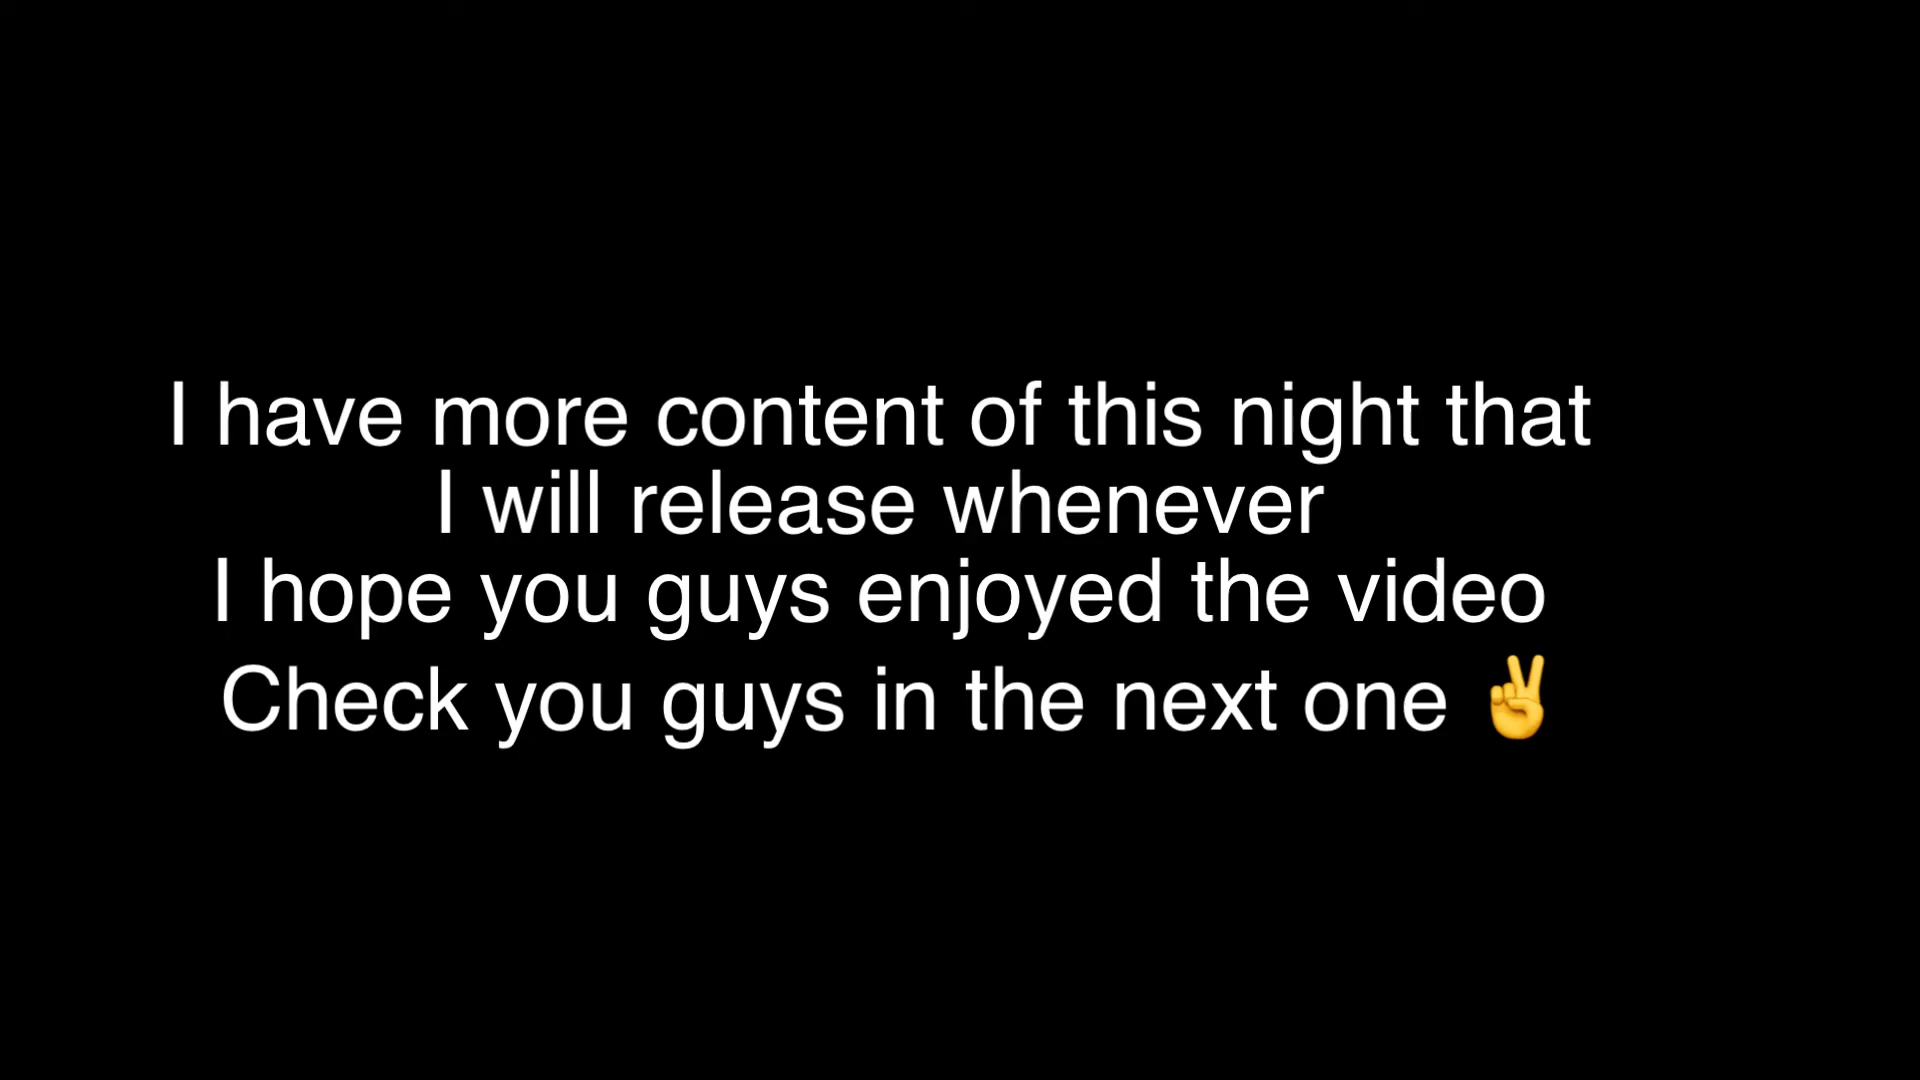 I have more content of this night that
I will release whenever
I hope you guys enjoyed the video
Check you guys in the next one ✌️